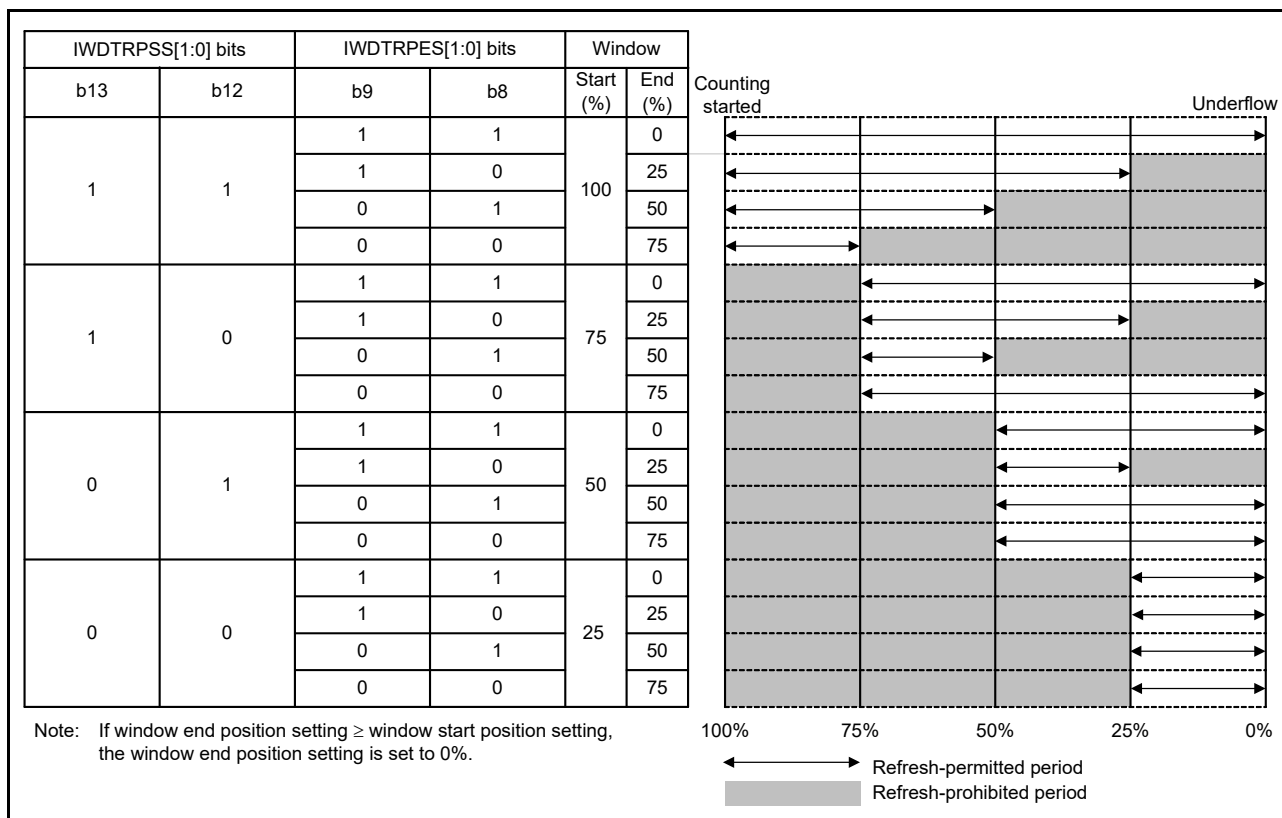 IWDTRPSS[1:0] bits IWDTRPES[1:0] bits Window
b13 b12 b9 b8 Start (%) End (%) Counting started Underflow
1 1 1 1 100 0
1 0 25
0 1 50
0 0 75
1 0 1 1 75 0
1 0 25
0 1 50
0 0 75
0 1 1 1 50 0
1 0 25
0 1 50
0 0 75
0 0 1 1 25 0
1 0 25
0 1 50
0 0 75
Note: If window end position setting ≥ window start position setting,
the window end position setting is set to 0%.
100% 75% 50% 25% 0%
Refresh-permitted period
Refresh-prohibited period